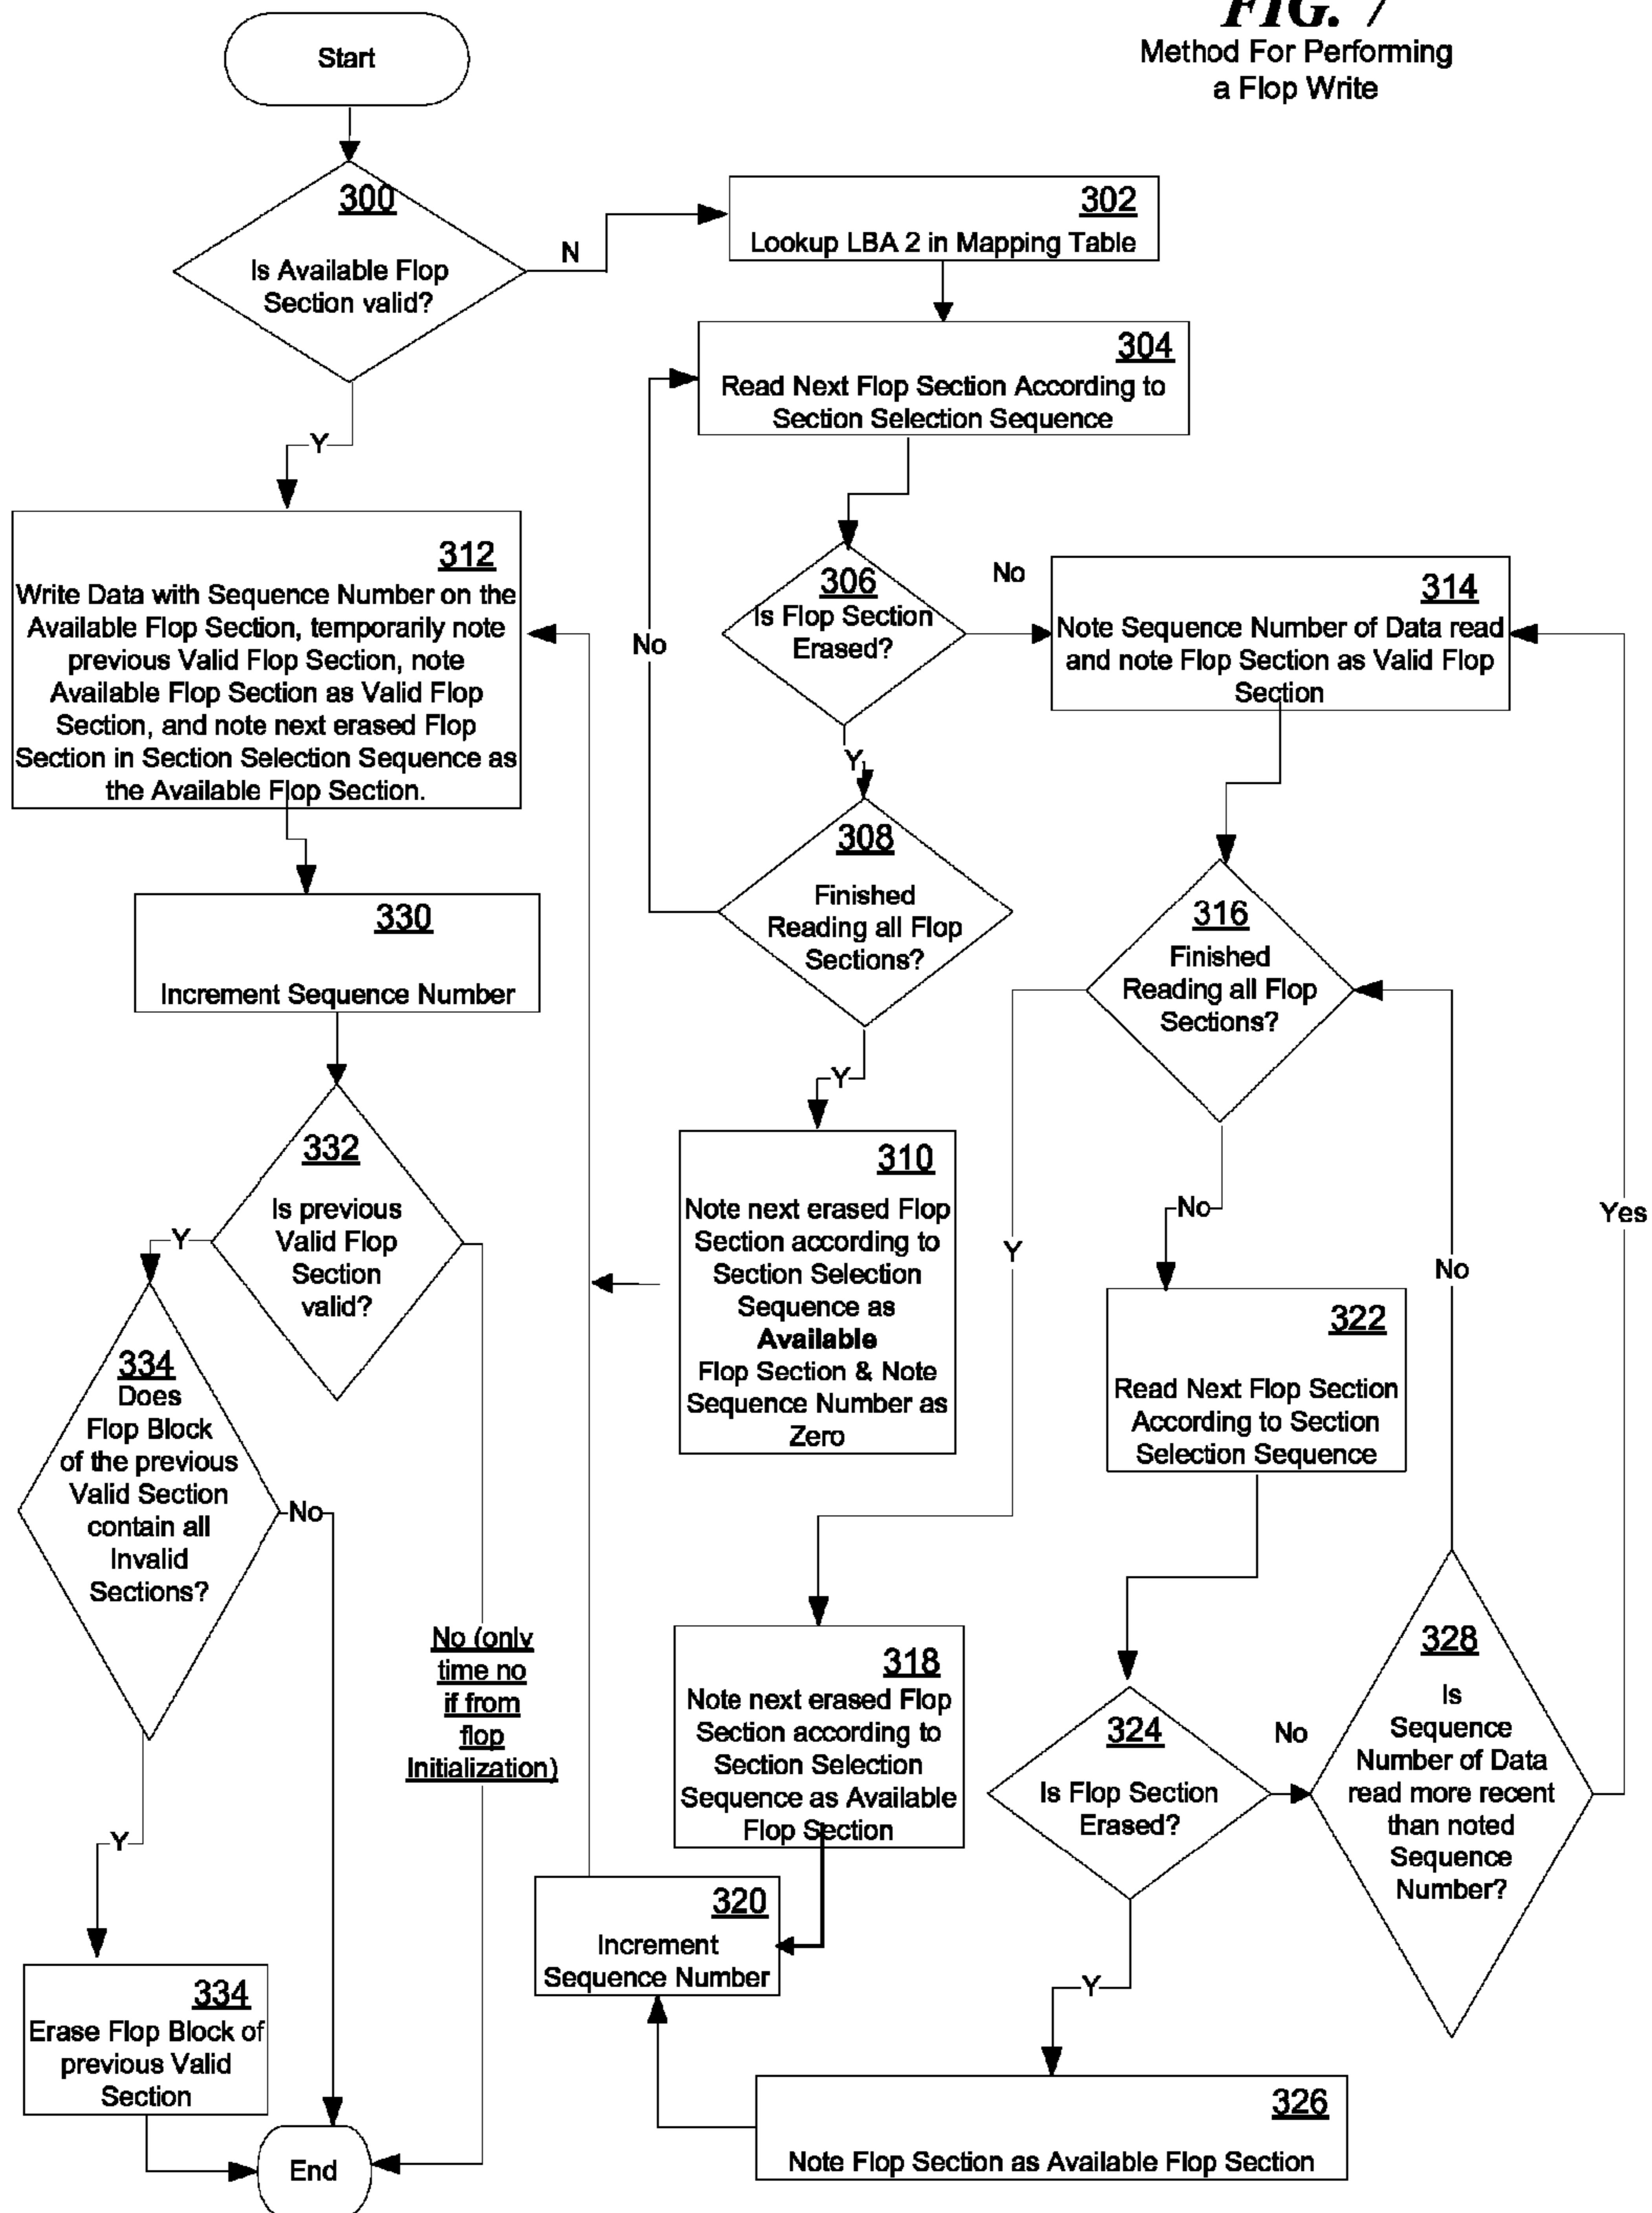 FIG. 7
Method For Performing
a Flop Write
Start
300
Is Available Flop
Section valid?
N
Y
302
Lookup LBA 2 in Mapping Table
304
Read Next Flop Section According to
Section Selection Sequence
306
Is Flop Section
Erased?
No
Y
No
308
Finished
Reading all Flop
Sections?
Y
310
Note next erased Flop
Section according to
Section Selection
Sequence as
Available
Flop Section & Note
Sequence Number as
Zero
312
Write Data with Sequence Number on the
Available Flop Section, temporarily note
previous Valid Flop Section, note
Available Flop Section as Valid Flop
Section, and note next erased Flop
Section in Section Selection Sequence as
the Available Flop Section.
314
Note Sequence Number of Data read
and note Flop Section as Valid Flop
Section
316
Finished
Reading all Flop
Sections?
Y
No
318
Note next erased Flop
Section according to
Section Selection
Sequence as Available
Flop Section
320
Increment
Sequence Number
322
Read Next Flop Section
According to Section
Selection Sequence
324
Is Flop Section
Erased?
No
Y
326
Note Flop Section as Available Flop Section
328
Is
Sequence
Number of Data
read more recent
than noted
Sequence
Number?
No
Yes
330
Increment Sequence Number
332
Is previous
Valid Flop
Section
valid?
Y
No (only
time no
if from
flop
Initialization)
334
Does
Flop Block
of the previous
Valid Section
contain all
Invalid
Sections?
No
Y
334
Erase Flop Block of
previous Valid
Section
End